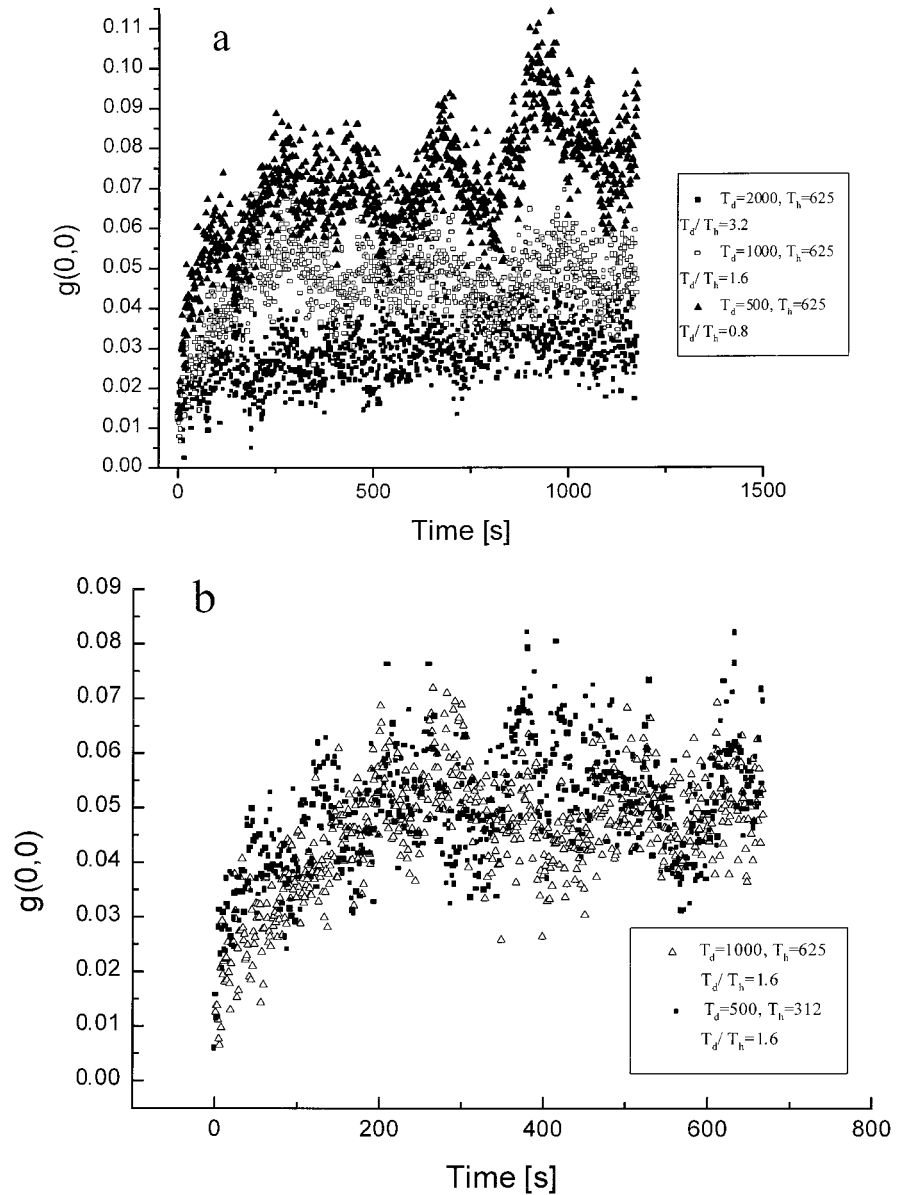 a
0.11
0.10
0.09
0.08
0.07
0.06
0.05
0.04
0.03
0.02
0.01
0.00
g(0,0)
0 500 1000 1500
Time [s]
T_d=2000, T_h=625
T_d/T_h=3.2
T_d=1000, T_h=625
T_d/T_h=1.6
T_d=500, T_h=625
T_d/T_h=0.8
b
0.09
0.08
0.07
0.06
0.05
0.04
0.03
0.02
0.01
0.00
g(0,0)
0 200 400 600 800
Time [s]
T_d=1000, T_h=625
T_d/T_h=1.6
T_d=500, T_h=312
T_d/T_h=1.6